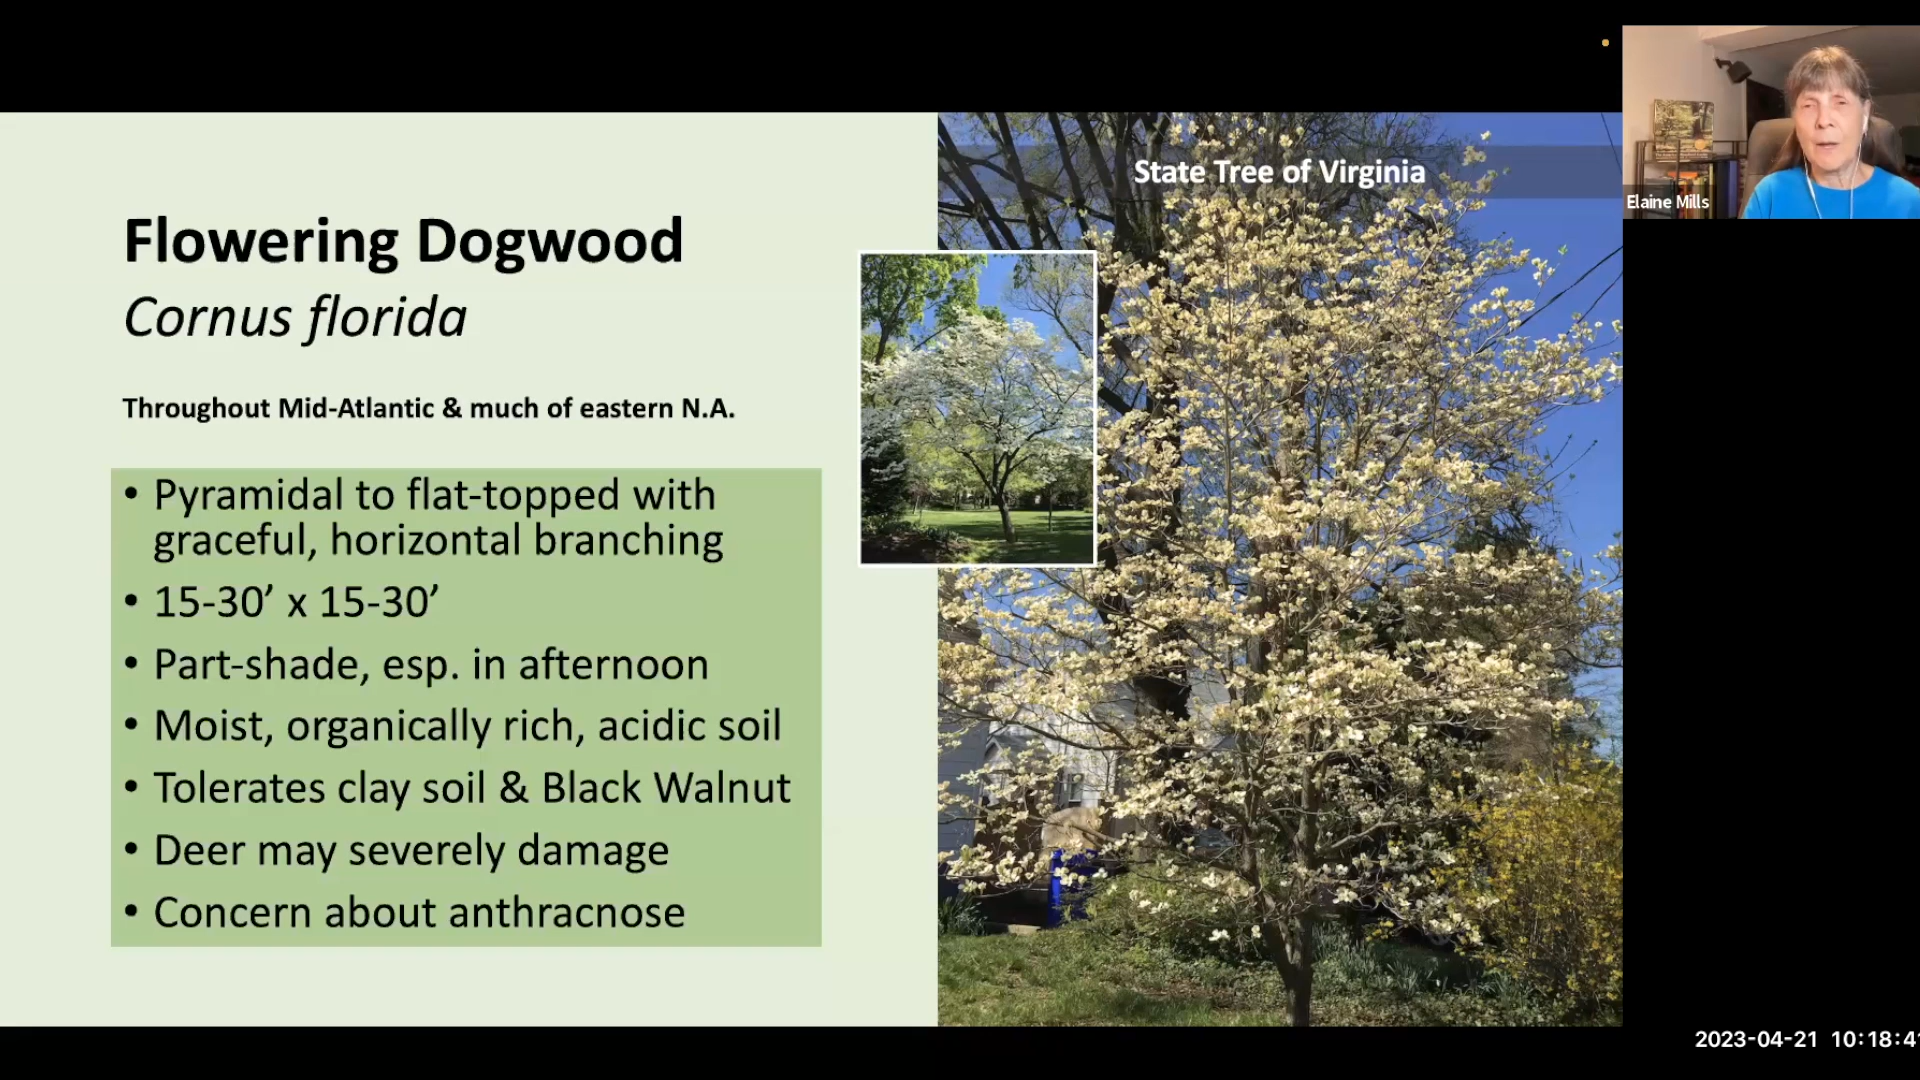 State Tree of Virginia
Elaine Mills
Flowering Dogwood
Cornus florida
Throughout Mid-Atlantic & much of eastern N.A.
• Pyramidal to flat-topped with
graceful, horizontal branching
• 15-30’ x 15-30’
• Part-shade, esp. in afternoon
• Moist, organically rich, acidic soil
• Tolerates clay soil & Black Walnut
• Deer may severely damage
• Concern about anthracnose
2023-04-21 10:18:41